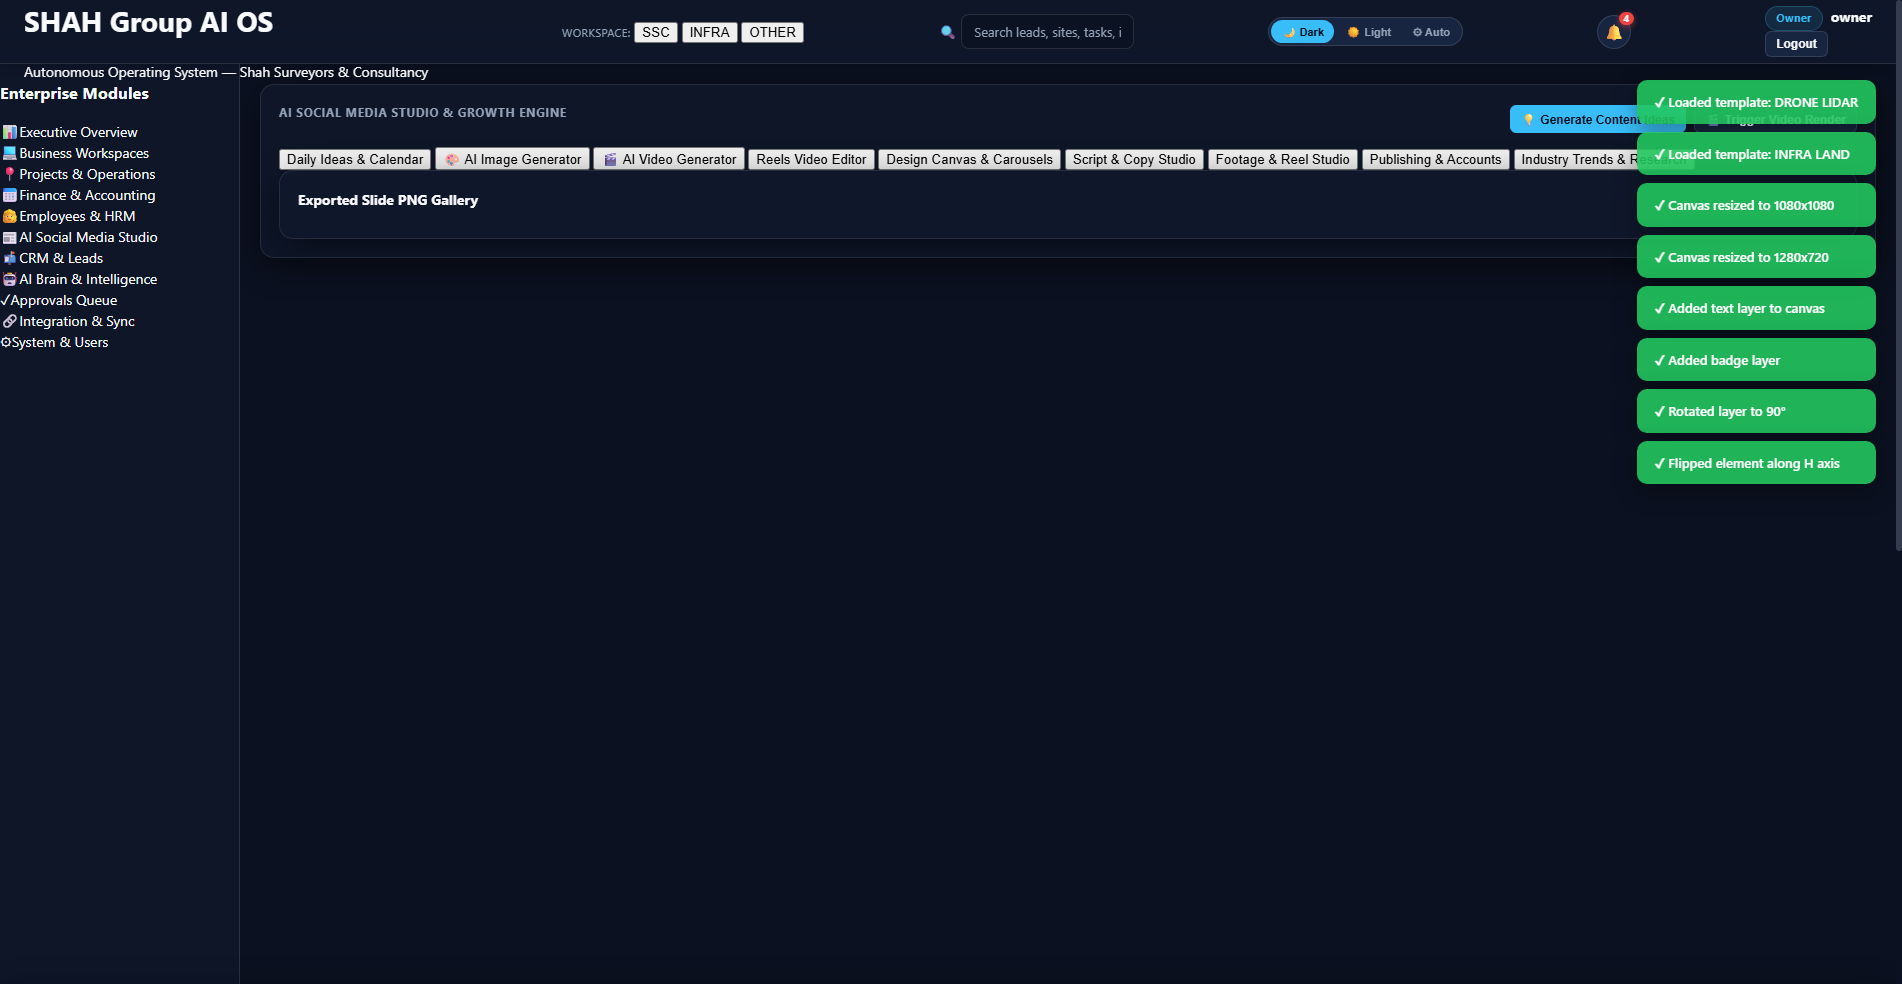 SHAH Group AI OS
WORKSPACE: SSC INFRA OTHER
Search leads, sites, tasks, i
Dark Light Auto
4
Owner owner
Logout
Autonomous Operating System — Shah Surveyors & Consultancy
Enterprise Modules
Executive Overview
Business Workspaces
Projects & Operations
Finance & Accounting
Employees & HRM
AI Social Media Studio
CRM & Leads
AI Brain & Intelligence
✓Approvals Queue
Integration & Sync
System & Users
AI SOCIAL MEDIA STUDIO & GROWTH ENGINE
Generate Content Ideas
Trigger Video Render
Daily Ideas & Calendar
AI Image Generator
AI Video Generator
Reels Video Editor
Design Canvas & Carousels
Script & Copy Studio
Footage & Reel Studio
Publishing & Accounts
Industry Trends &
Exported Slide PNG Gallery
✓ Loaded template: DRONE LIDAR
✓ Loaded template: INFRA LAND
✓ Canvas resized to 1080x1080
✓ Canvas resized to 1280x720
✓ Added text layer to canvas
✓ Added badge layer
✓ Rotated layer to 90°
✓ Flipped element along H axis